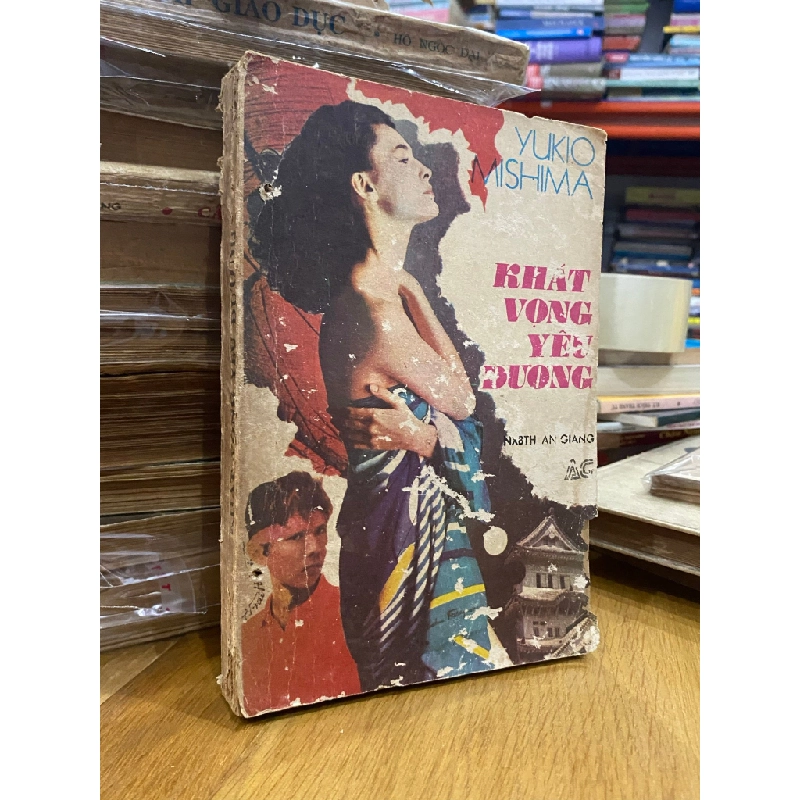 GIÁO DỤC • HỒ NGỌC ĐẠI
YUKIO
MISHIMA
KHÁT
VỌNG
YÊU
ĐƯƠNG
NXBTH AN GIANG
AG